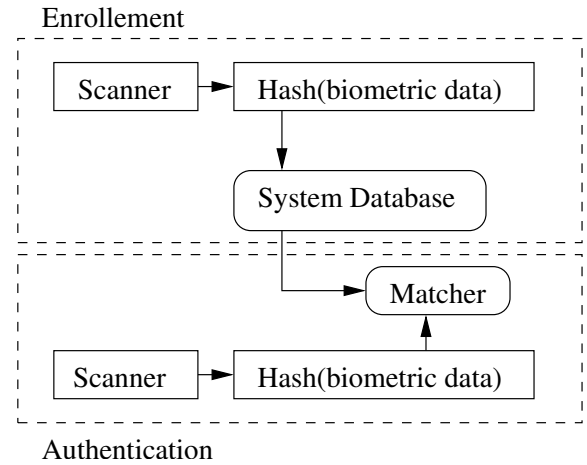 Enrollement
Scanner
Hash(biometric data)
System Database
Matcher
Scanner
Hash(biometric data)
Authentication